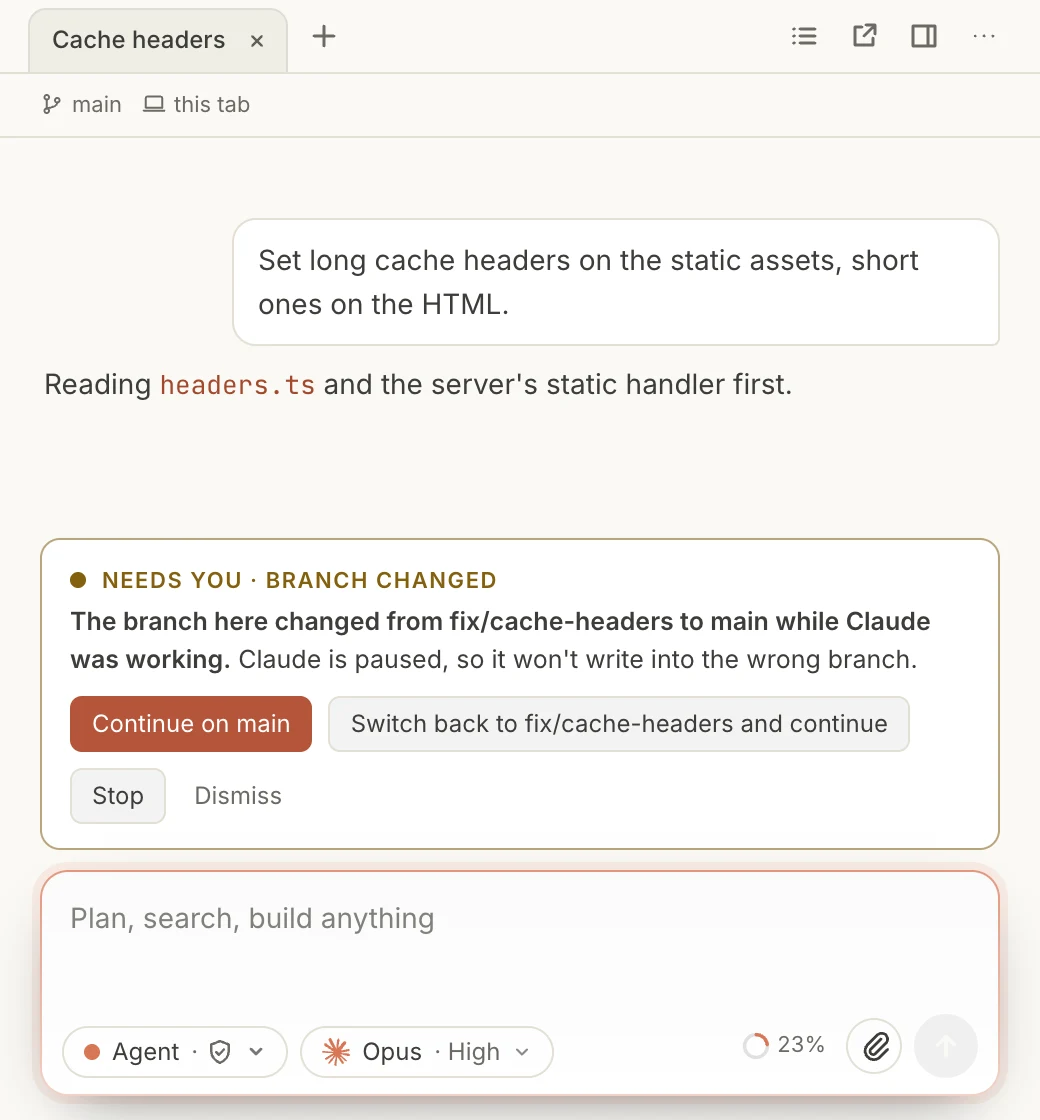 Cache headers ×
main this tab
Set long cache headers on the static assets, short
ones on the HTML.
Reading headers.ts and the server's static handler first.
NEEDS YOU · BRANCH CHANGED
The branch here changed from fix/cache-headers to main while Claude
was working. Claude is paused, so it won't write into the wrong branch.
Continue on main
Switch back to fix/cache-headers and continue
Stop
Dismiss
Plan, search, build anything
Agent ·
Opus · High
23%